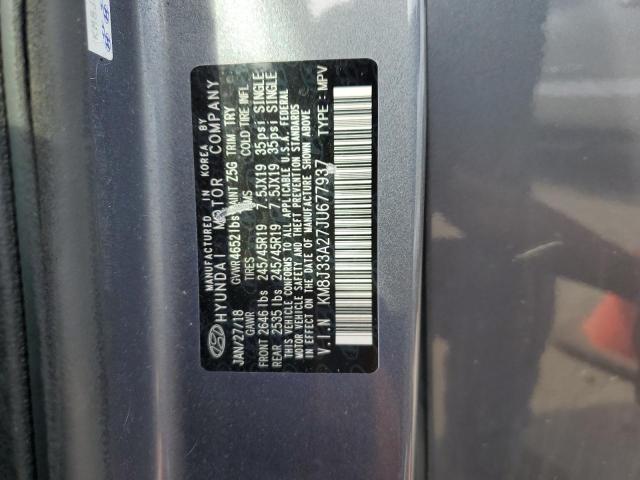 MANUFACTURED IN KOREA BY
HYUNDAI MOTOR COMPANY
JAN/27/18 GVWR 4652lbs PAINT Z5G TRIM TRY
GAWR TIRES RIMS COLD TIRE INFL
FRONT 2646 lbs 245/45R19 7.5JX19 35psi SINGLE
REAR 2535 lbs 245/45R19 7.5JX19 35psi SINGLE
THIS VEHICLE CONFORMS TO ALL APPLICABLE U.S.A. FEDERAL
MOTOR VEHICLE SAFETY, BUMPER AND THEFT PREVENTION STANDARDS
IN EFFECT ON THE DATE OF MANUFACTURE SHOWN ABOVE
V.I.N KM8J33A27JU677937 TYPE: MPV